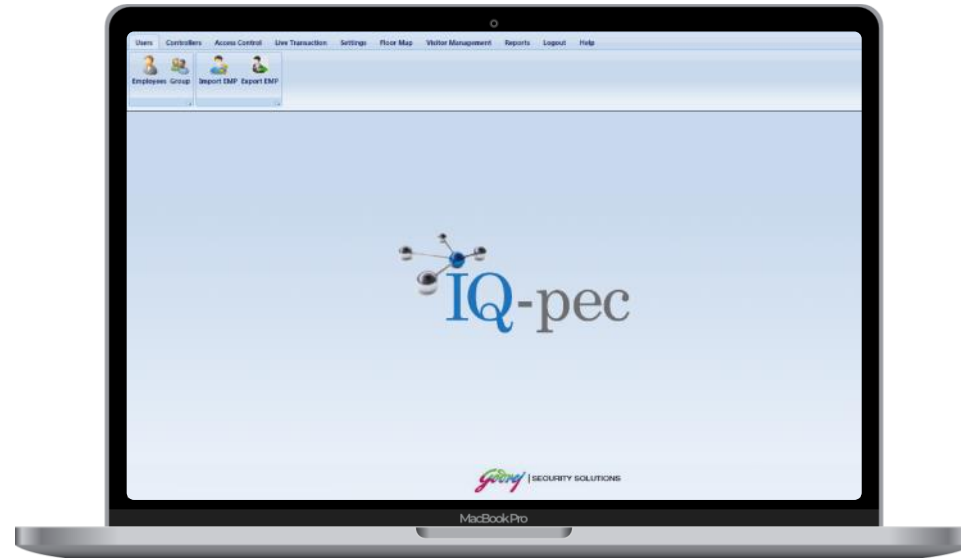 Users Controllers Access Control Live Transaction Settings Floor Map Visitor Management Reports Logout Help
Employees Group Import EMP Export EMP
IQ-pec
Godrej | SECURITY SOLUTIONS
MacBook Pro